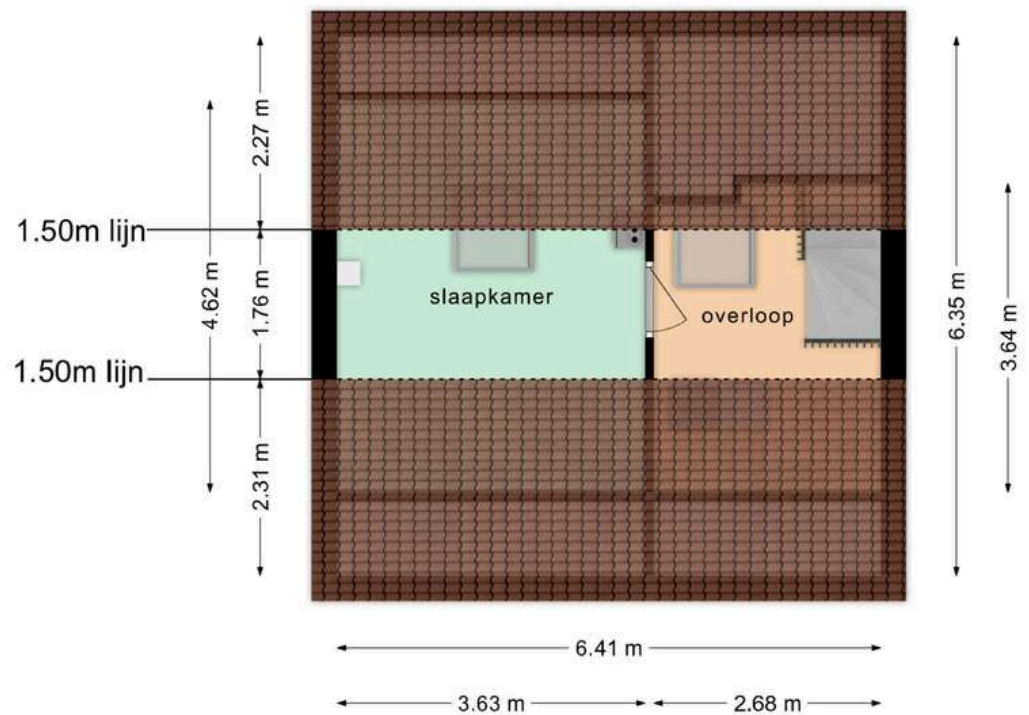 2.27 m
1.50m lijn
4.62 m
1.76 m
slaapkamer
overloop
6.35 m
3.64 m
1.50m lijn
2.31 m
6.41 m
3.63 m
2.68 m